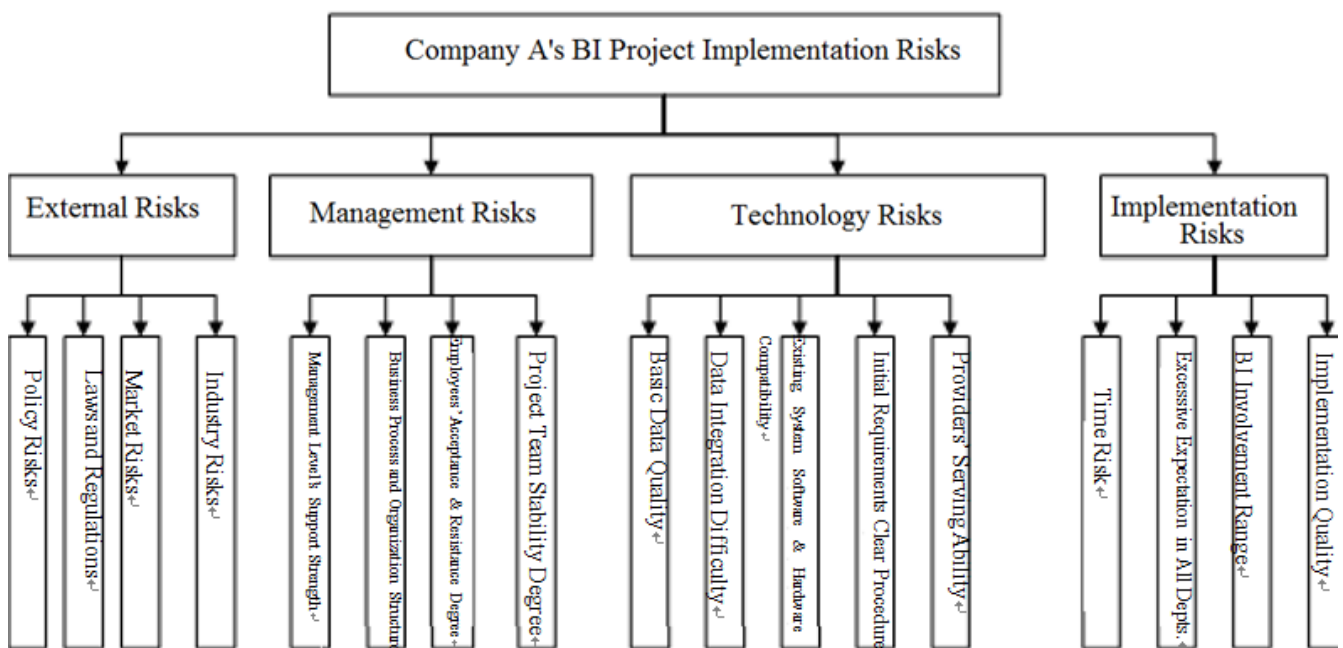 Company A's BI Project Implementation Risks
External Risks
Management Risks
Technology Risks
Implementation
Risks
Policy Risks↵
Laws and Regulations↵
Market Risks↵
Industry Risks↵
Management Level's Support Strength↵
Business Process and Organization Structure
Employees' Acceptance & Resistance Degree↵
Project Team Stability Degree↵
Basic Data Quality↵
Data Integration Difficulty↵
Existing System Software & Hardware
Compatibility↵
Initial Requirements Clear Procedure
Providers' Serving Ability↵
Time Risk↵
Excessive Expectation in All Depts.↵
BI Involvement Range↵
Implementation Quality↵